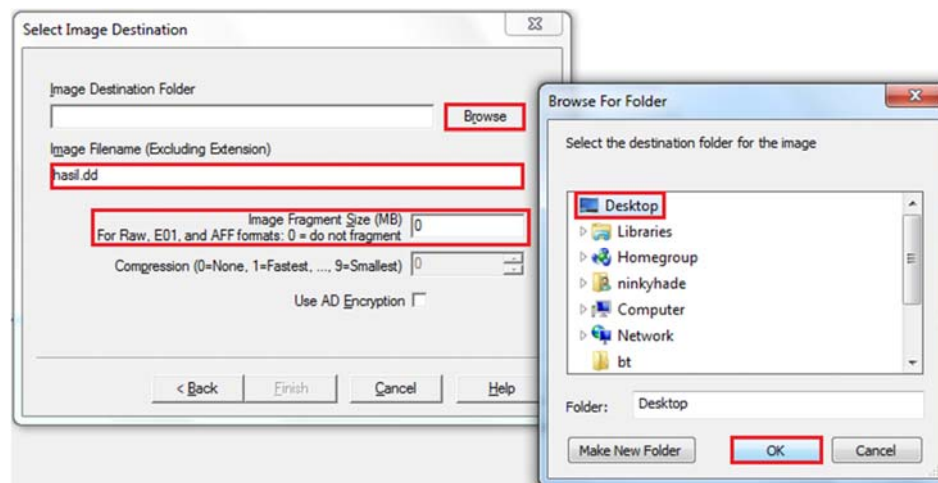 Select Image Destination
Image Destination Folder
Browse
Image Filename (Excluding Extension)
hasil.dd
Image Fragment Size (MB)
For Raw, E01, and AFF formats: 0 = do not fragment
0
Compression (0=None, 1=Fastest, ..., 9=Smallest)
0
Use AD Encryption
< Back
Finish
Cancel
Help
Browse For Folder
Select the destination folder for the image
Desktop
Libraries
Homegroup
ninkyhade
Computer
Network
bt
Folder:
Desktop
Make New Folder
OK
Cancel